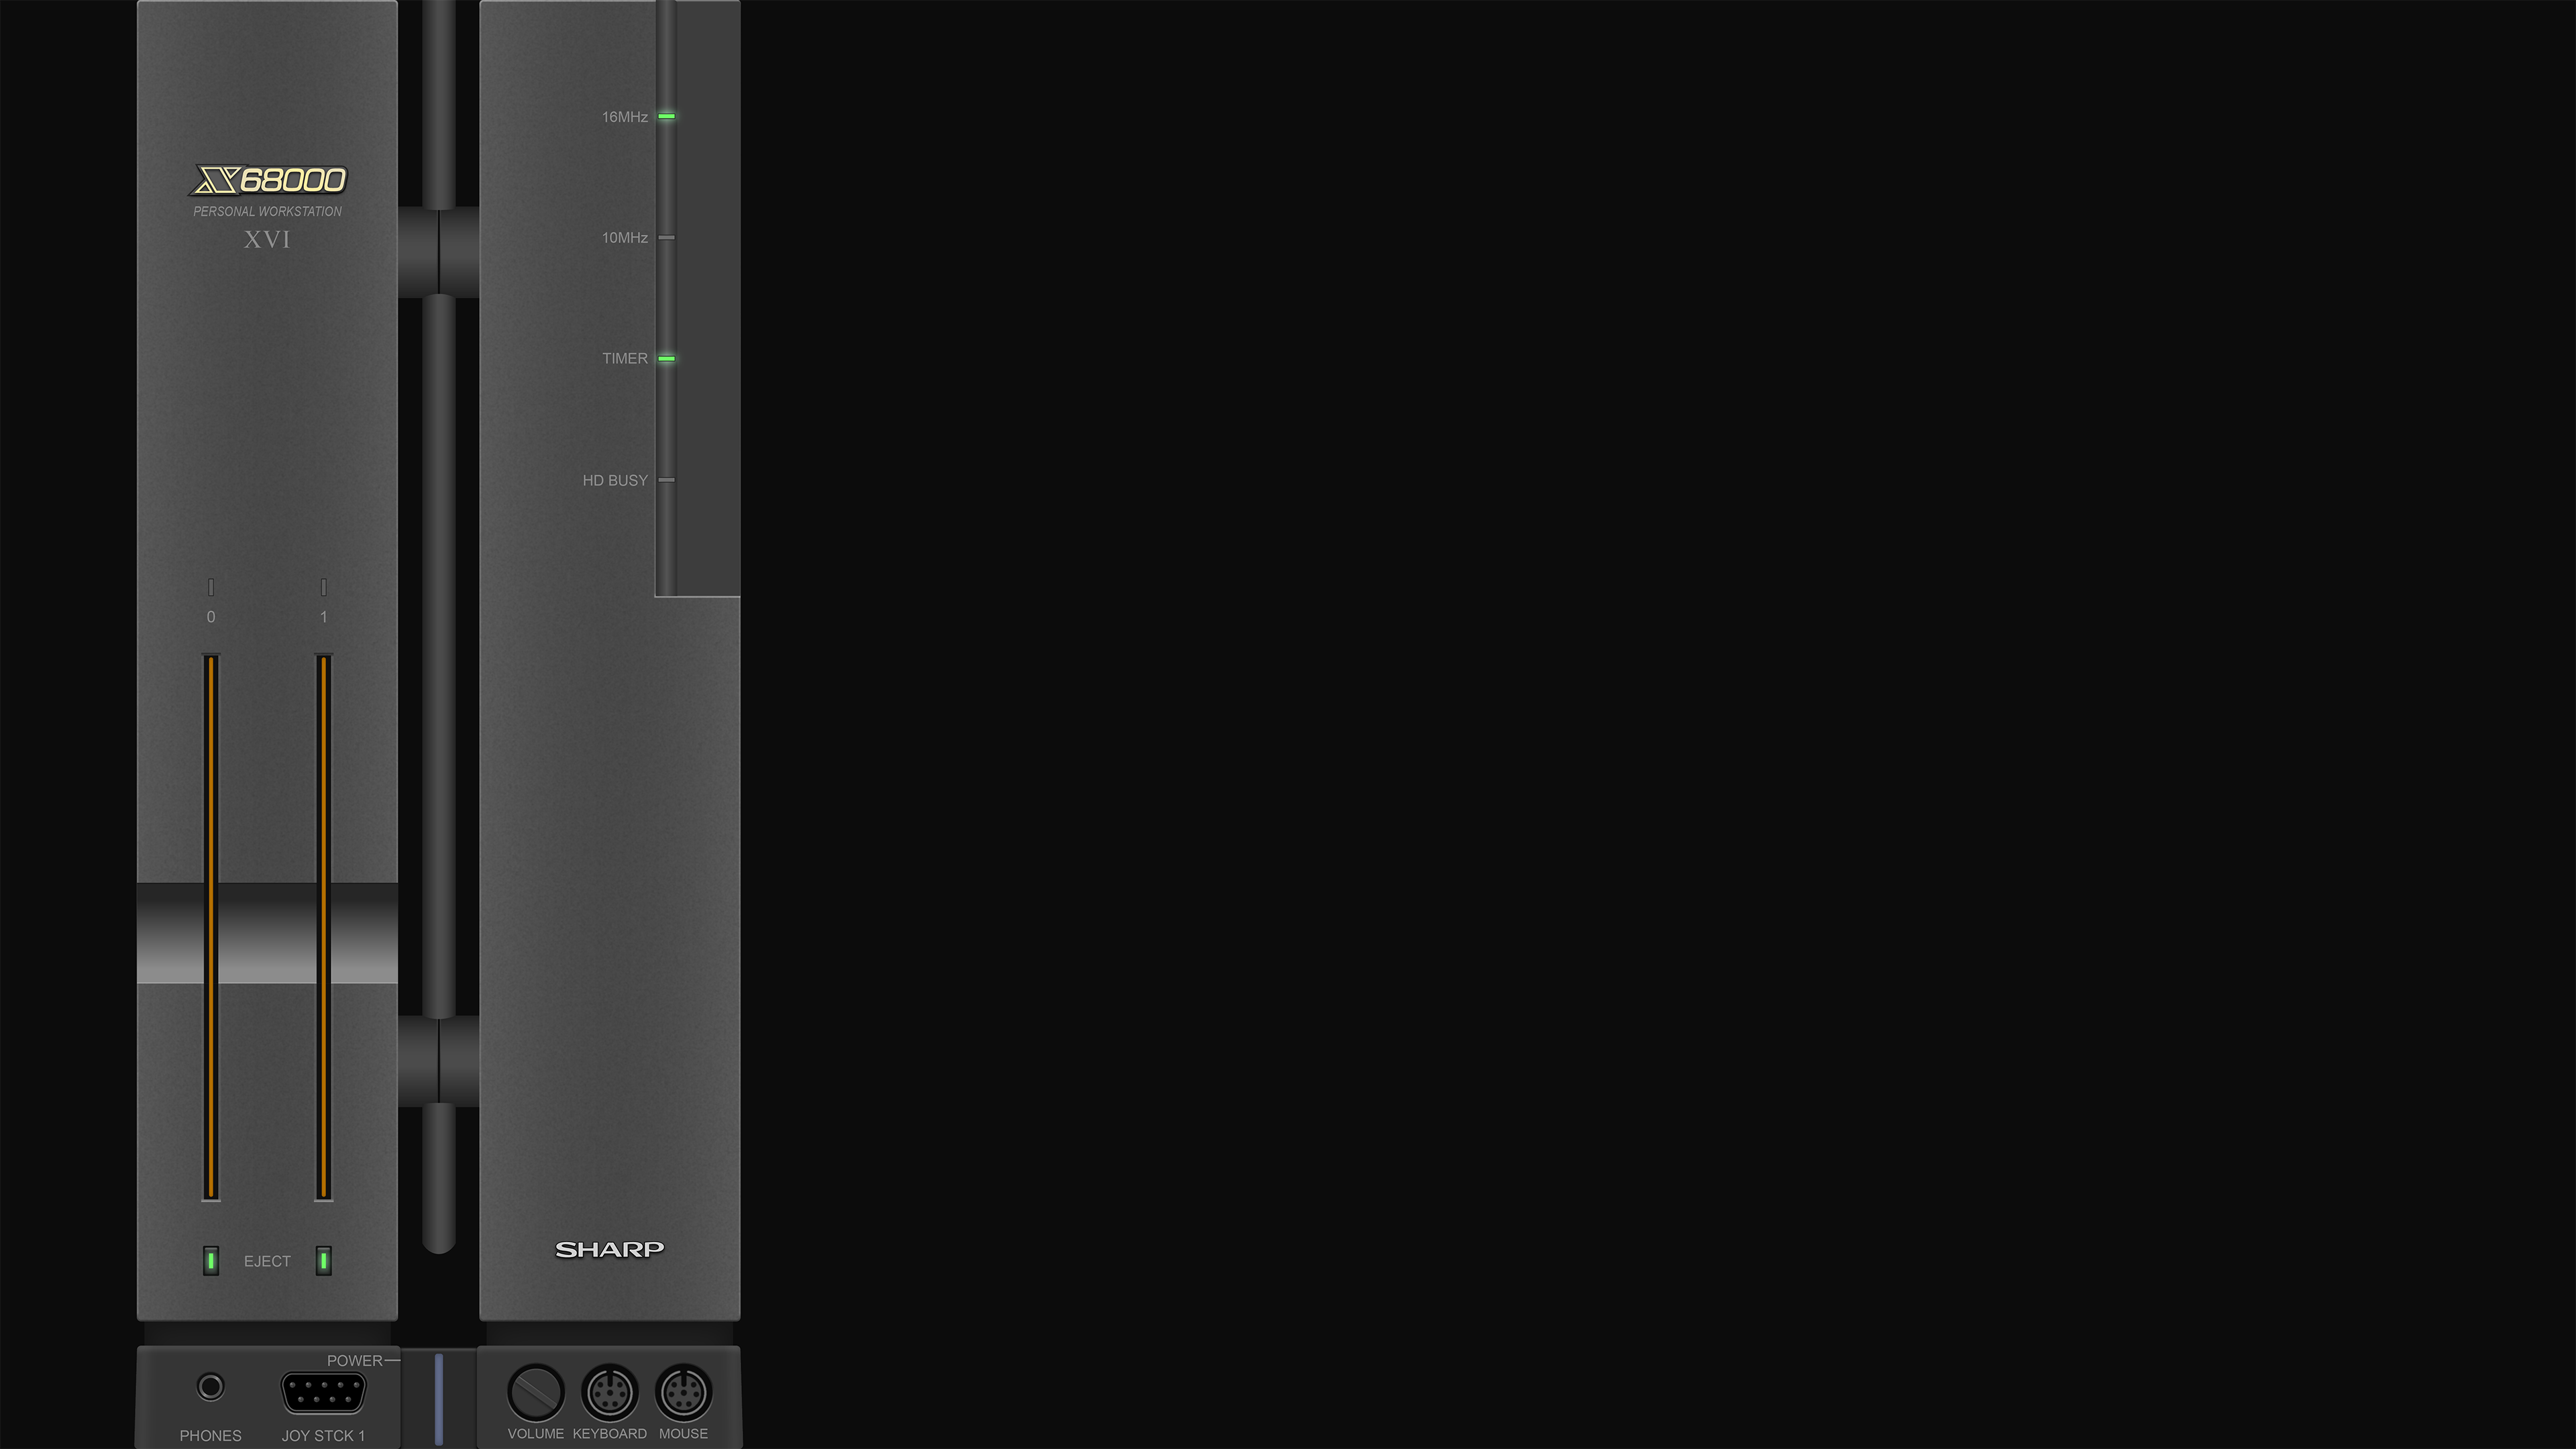 X68000
PERSONAL WORKSTATION
XVI
16MHz
10MHz
TIMER
HD BUSY
0 1
EJECT
SHARP
POWER
PHONES
JOY STCK 1
VOLUME
KEYBOARD
MOUSE